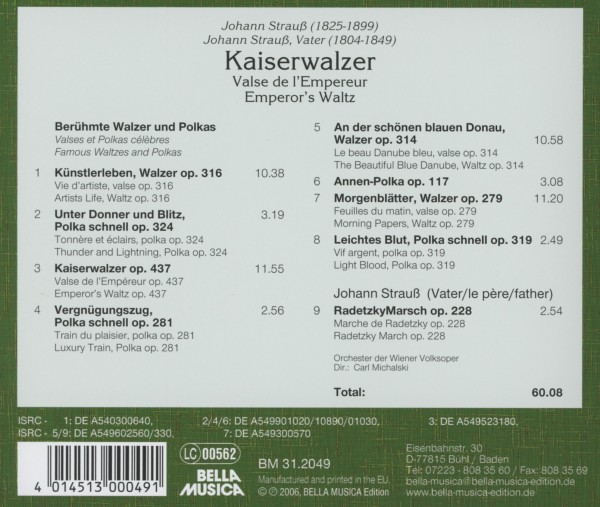 Johann Strauß (1825-1899)
Johann Strauß, Vater (1804-1849)
Kaiserwalzer
Valse de l'Empereur
Emperor's Waltz
Berühmte Walzer und Polkas
Valses et Polkas célèbres
Famous Waltzes and Polkas
1 Künstlerleben, Walzer op. 316 10.38
Vie d'artiste, valse op. 316
Artists Life, Waltz op. 316
2 Unter Donner und Blitz,
Polka schnell op. 324 3.19
Tonnère et éclairs, polka op. 324
Thunder and Lightning, Polka op. 324
3 Kaiserwalzer op. 437 11.55
Valse de l'Empéreur op. 437
Emperor's Waltz op. 437
4 Vergnügungszug, 2.56
Polka schnell op. 281
Train du plaisier, polka op. 281
Luxury Train, Polka op. 281
5 An der schönen blauen Donau,
Walzer op. 314 10.58
Le beau Danube bleu, valse op. 314
The Beautiful Blue Danube, Waltz op. 314
6 Annen-Polka op. 117 3.08
7 Morgenblätter, Walzer op. 279 11.20
Feuilles du matin, valse op. 279
Morning Papers, Waltz op. 279
8 Leichtes Blut, Polka schnell op. 319 2.49
Vif argent, polka op. 319
Light Blood, Polka op. 319
Johann Strauß (Vater/le père/father)
9 RadetzkyMarsch op. 228 2.54
Marche de Radetzky op. 228
Radetzky March op. 228
Orchester der Wiener Volksoper
Dir.: Carl Michalski
Total: 60.08
ISRC - 1: DE A540300640, 2/4/6: DE A549901020/10890/01030, 3: DE A549523180,
ISRC - 5/9: DE A549602560/330, 7: DE A549300570
4 014513 000491
LC 00562
BELLA
MUSICA
BM 31.2049
Manufactured and printed in the EU.
© ℗ 2006, BELLA MUSICA Edition
Eisenbahnstr. 30
D-77815 Bühl / Baden
Tel.: 07223 - 808 35 60 / Fax: 808 35 69
bella-musica@bella-musica-edition.de
www.bella-musica-edition.de